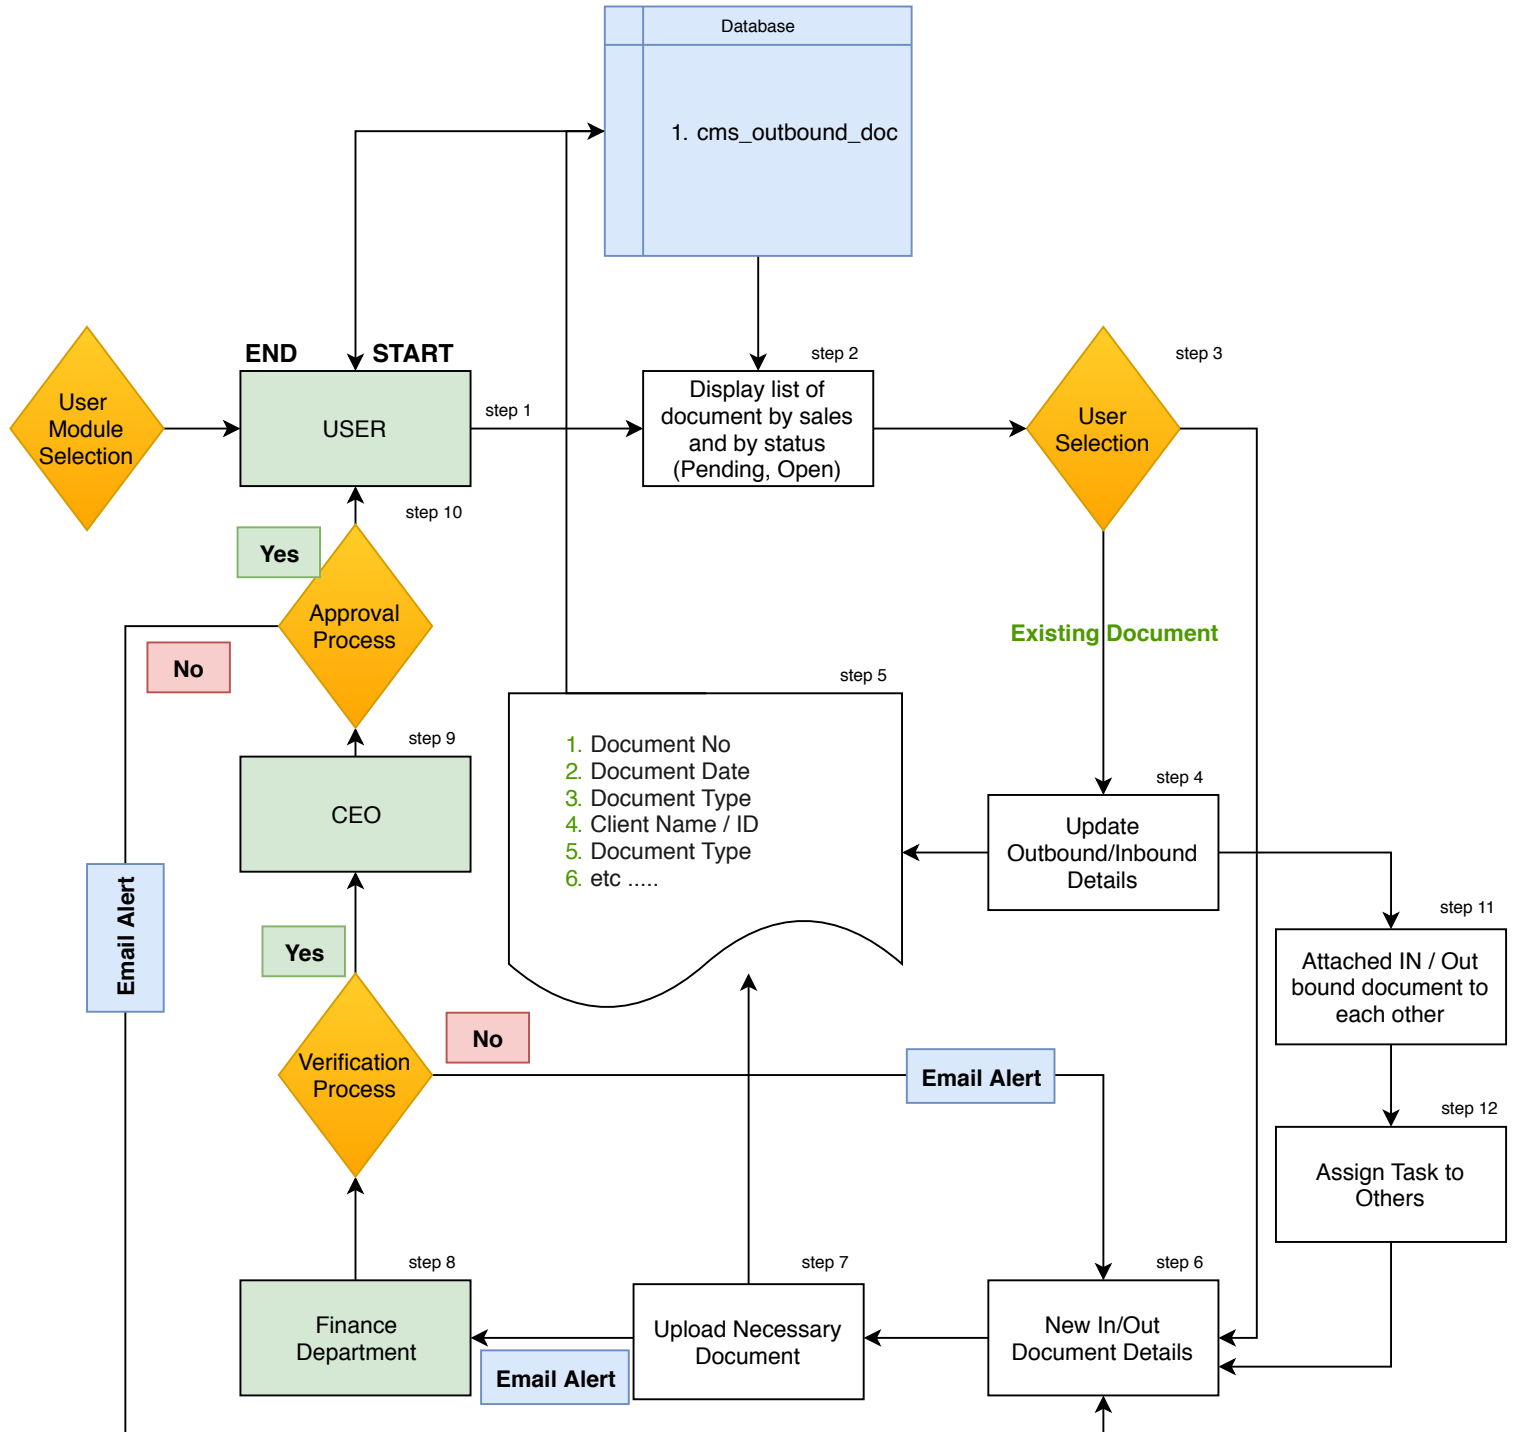 Database
1. cms_outbound_doc
END
START
step 2
step 3
User
Module
Selection
USER
step 1
Display list of
document by sales
and by status
(Pending, Open)
User
Selection
step 10
Yes
Approval
Process
No
Existing Document
step 5
step 9
CEO
1. Document No
2. Document Date
3. Document Type
4. Client Name / ID
5. Document Type
6. etc .....
step 4
Update
Outbound/Inbound
Details
Email Alert
step 11
Attached IN / Out
bound document to
each other
Yes
No
Verification
Process
Email Alert
step 12
Assign Task to
Others
step 8
Finance
Department
Email Alert
step 7
Upload Necessary
Document
step 6
New In/Out
Document Details